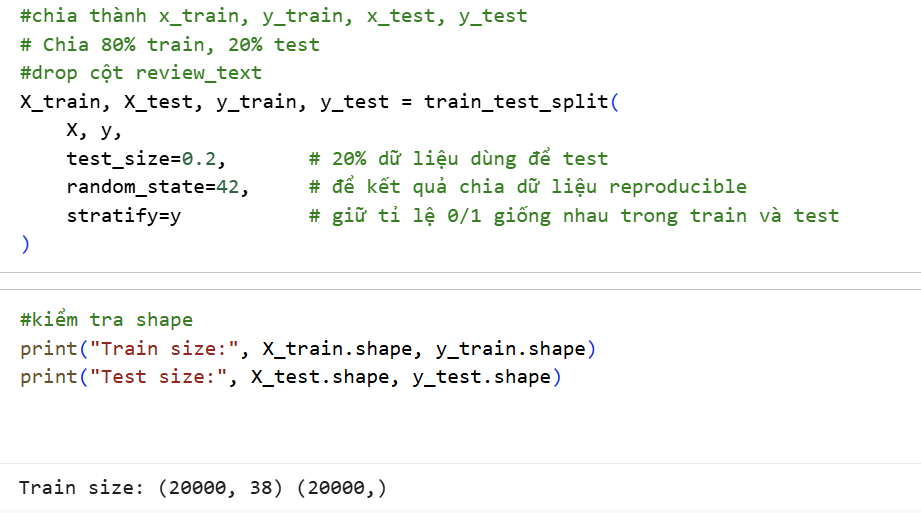 #chia thành x_train, y_train, x_test, y_test
# Chia 80% train, 20% test
#drop cột review_text
X_train, X_test, y_train, y_test = train_test_split(
    X, y,
    test_size=0.2,       # 20% dữ liệu dùng để test
    random_state=42,     # để kết quả chia dữ liệu reproducible
    stratify=y           # giữ tỉ lệ 0/1 giống nhau trong train và test
)
#kiểm tra shape
print("Train size:", X_train.shape, y_train.shape)
print("Test size:", X_test.shape, y_test.shape)
Train size: (20000, 38) (20000,)